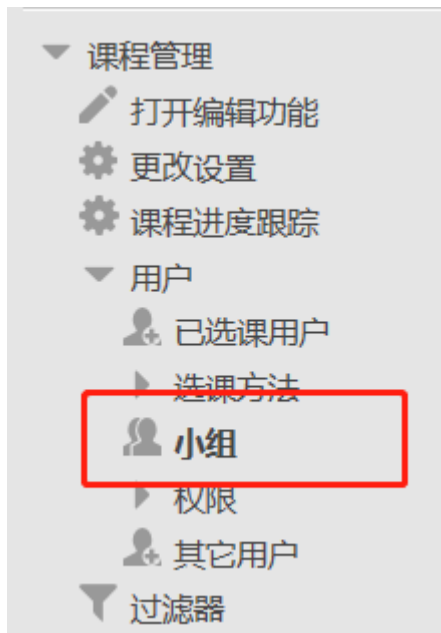 课程管理
打开编辑功能
更改设置
课程进度跟踪
用户
已选课用户
选课方法
小组
权限
其它用户
过滤器